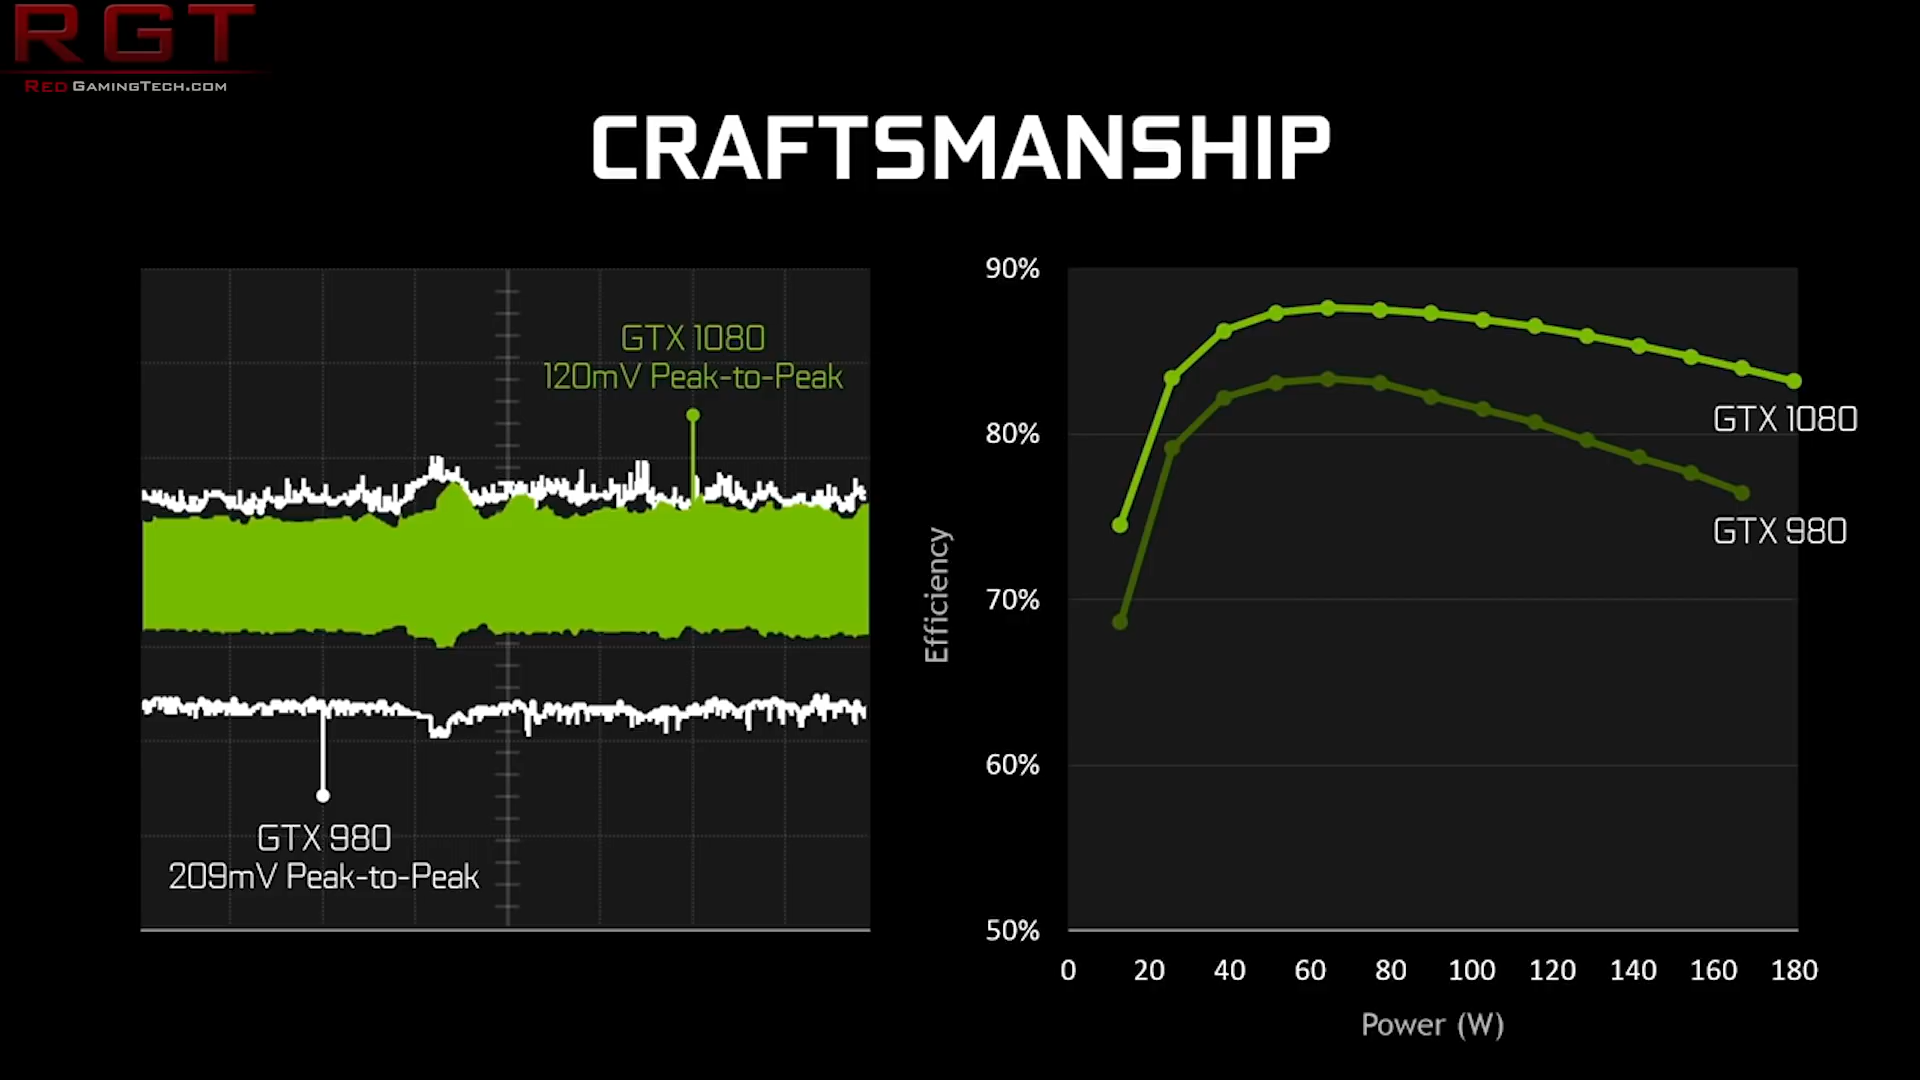 RGT
RED GAMINGTECH.COM
CRAFTSMANSHIP
GTX 1080
120mV Peak-to-Peak
GTX 980
209mV Peak-to-Peak
90%
80%
70%
60%
50%
Efficiency
GTX 1080
GTX 980
0 20 40 60 80 100 120 140 160 180
Power (W)